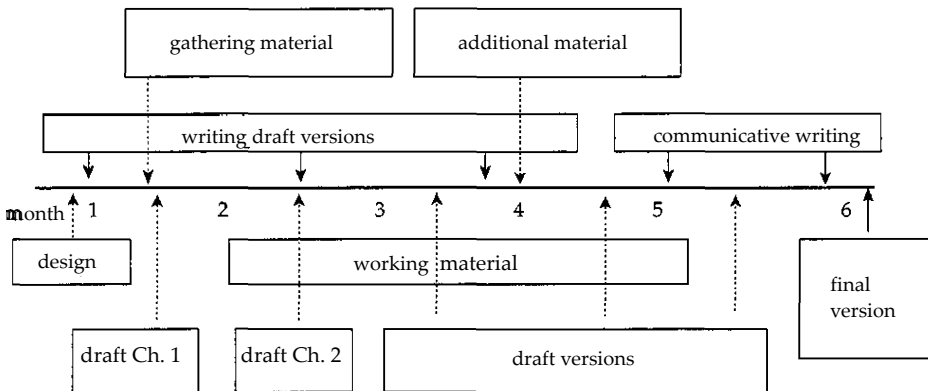 gathering material
additional material
writing draft versions
communicative writing
month 1 2 3 4 5 6
design
working material
final
version
draft Ch. 1
draft Ch. 2
draft versions